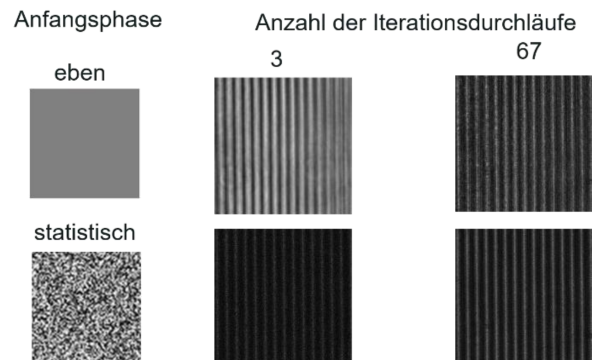 Anfangsphase
Anzahl der Iterationsdurchläufe
3
67
eben
statistisch